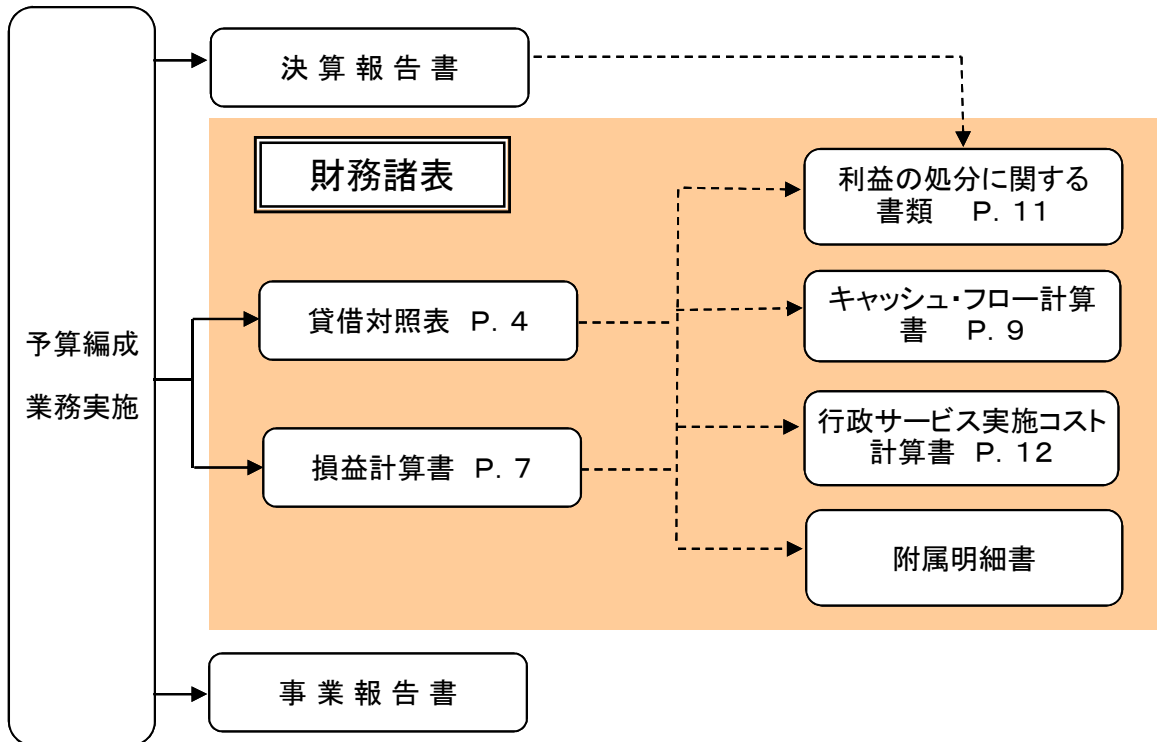 決算報告書
財務諸表
利益の処分に関する
書類　P．11
貸借対照表　P．4
キャッシュ・フロー計算
書　P．9
予算編成
業務実施
損益計算書　P．7
行政サービス実施コスト
計算書　P．12
附属明細書
事業報告書